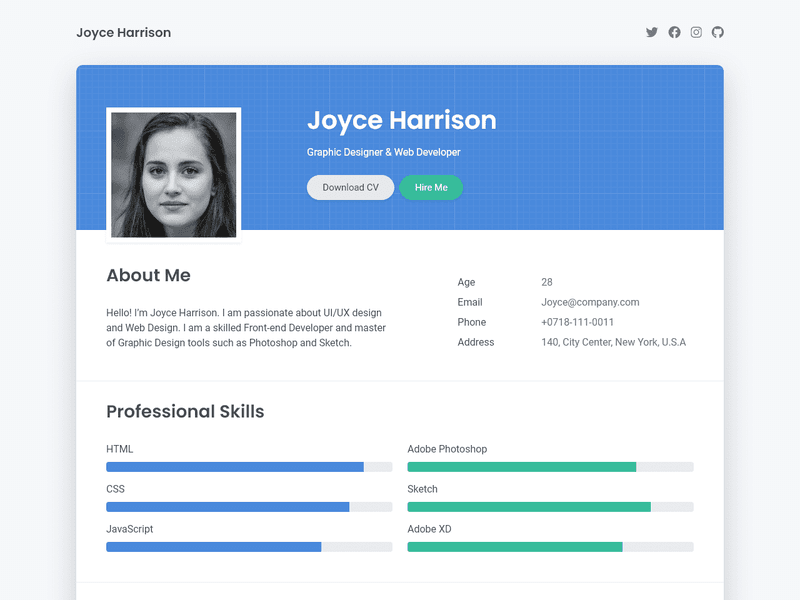 Joyce Harrison
Joyce Harrison
Graphic Designer & Web Developer
Download CV
Hire Me
About Me
Hello! I'm Joyce Harrison. I am passionate about UI/UX design
and Web Design. I am a skilled Front-end Developer and master
of Graphic Design tools such as Photoshop and Sketch.
Age 28
Email Joyce@company.com
Phone +0718-111-0011
Address 140, City Center, New York, U.S.A
Professional Skills
HTML
CSS
JavaScript
Adobe Photoshop
Sketch
Adobe XD